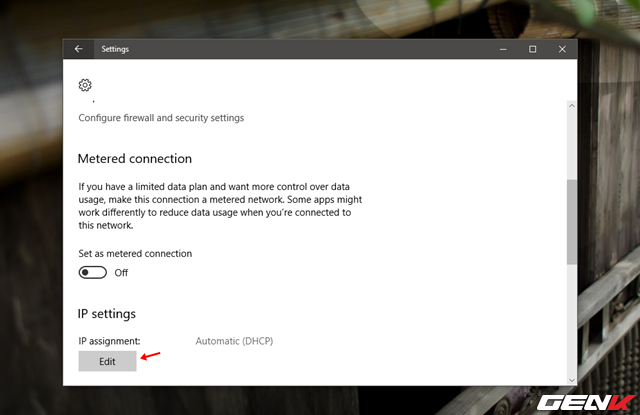 Settings
Configure firewall and security settings
Metered connection
If you have a limited data plan and want more control over data
usage, make this connection a metered network. Some apps might
work differently to reduce data usage when you're connected to
this network.
Set as metered connection
Off
IP settings
IP assignment: Automatic (DHCP)
Edit
GENK